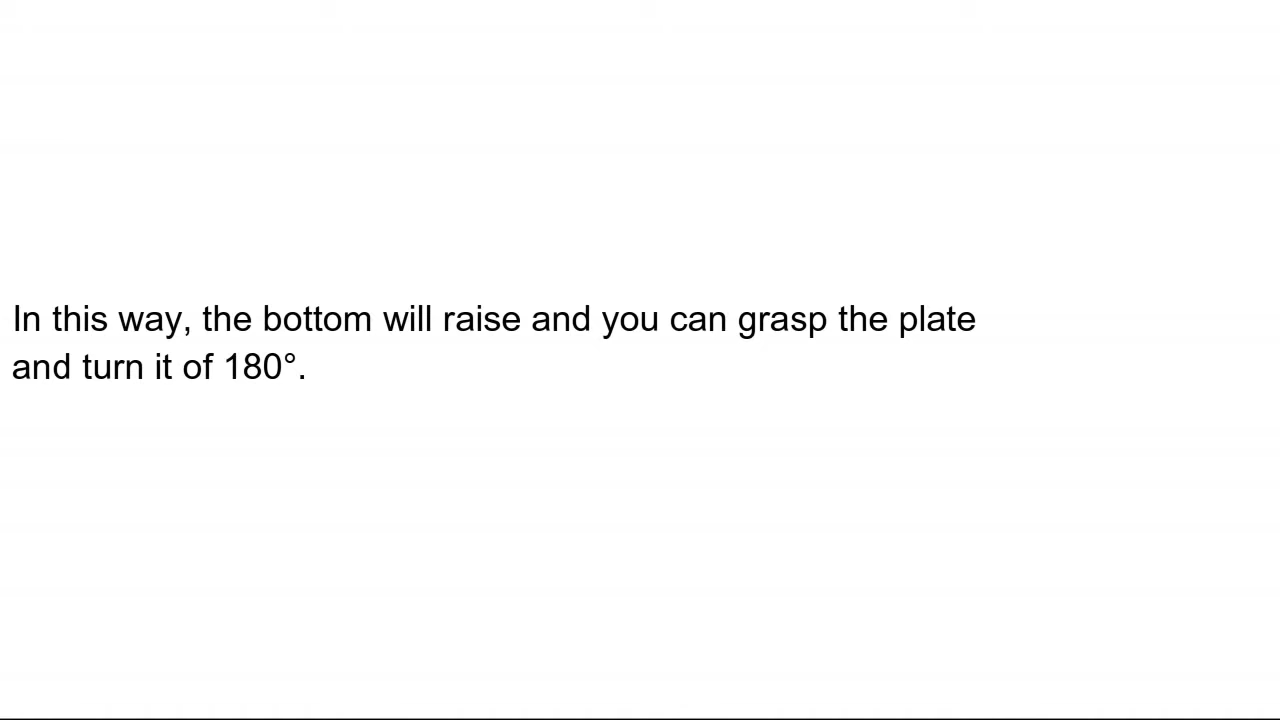 In this way, the bottom will raise and you can grasp the plate
and turn it of 180°.